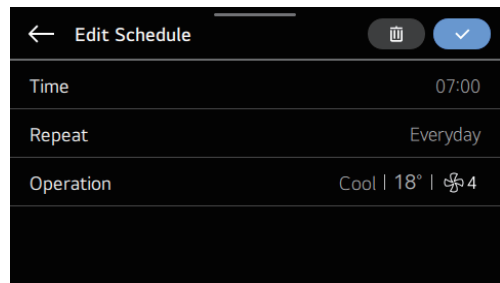 Edit Schedule
Time 07:00
Repeat Everyday
Operation Cool | 18° | 4